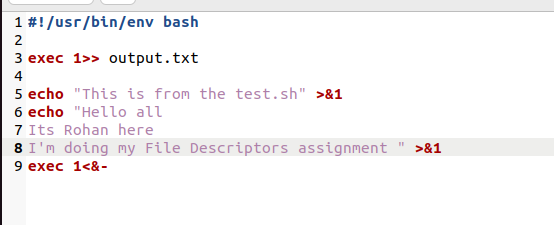 1 #!/usr/bin/env bash
2
3 exec 1>> output.txt
4
5 echo "This is from the test.sh" >&1
6 echo "Hello all
7 Its Rohan here
8 I'm doing my File Descriptors assignment " >&1
9 exec 1<&-